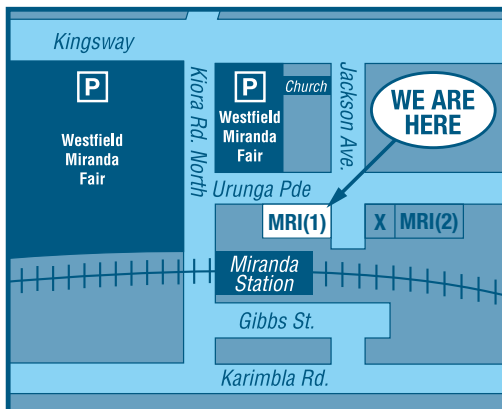 Kingsway
P
Westfield
Miranda
Fair
Kiora Rd. North
P
Westfield
Miranda
Fair
Church
Jackson Ave.
WE ARE
HERE
Urunga Pde
MRI(1)
X MRI(2)
Miranda
Station
Gibbs St.
Karimbla Rd.